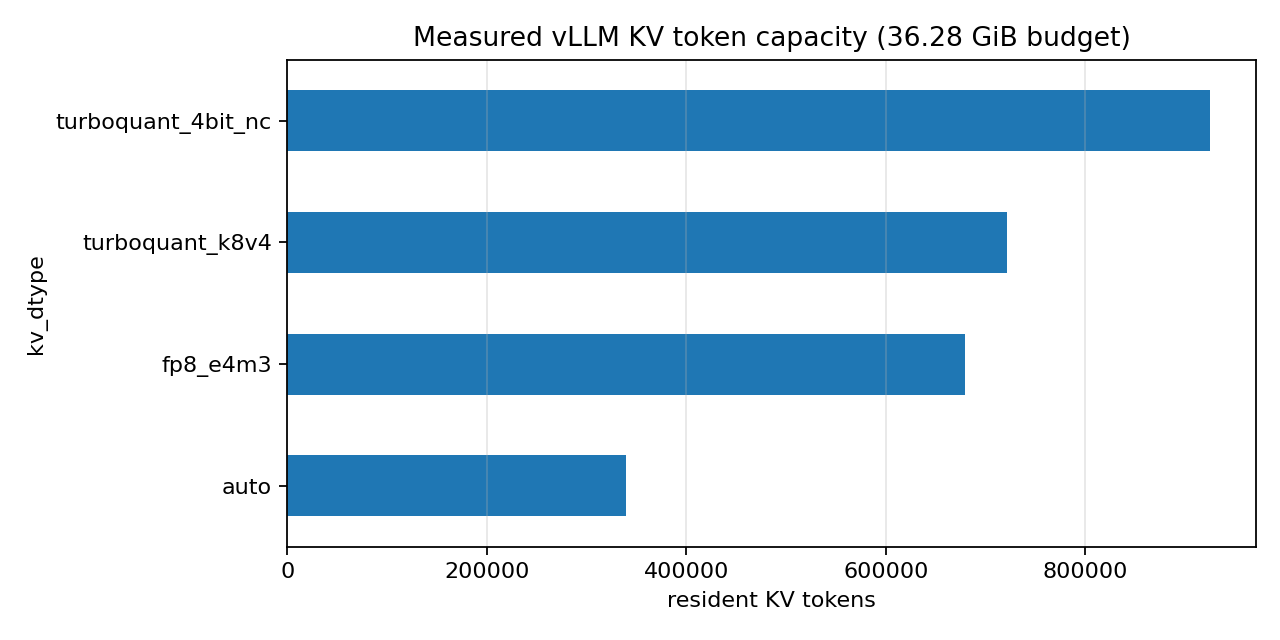 Measured vLLM KV token capacity (36.28 GiB budget)
turboquant_4bit_nc
turboquant_k8v4
fp8_e4m3
auto
kv_dtype
0 200000 400000 600000 800000
resident KV tokens